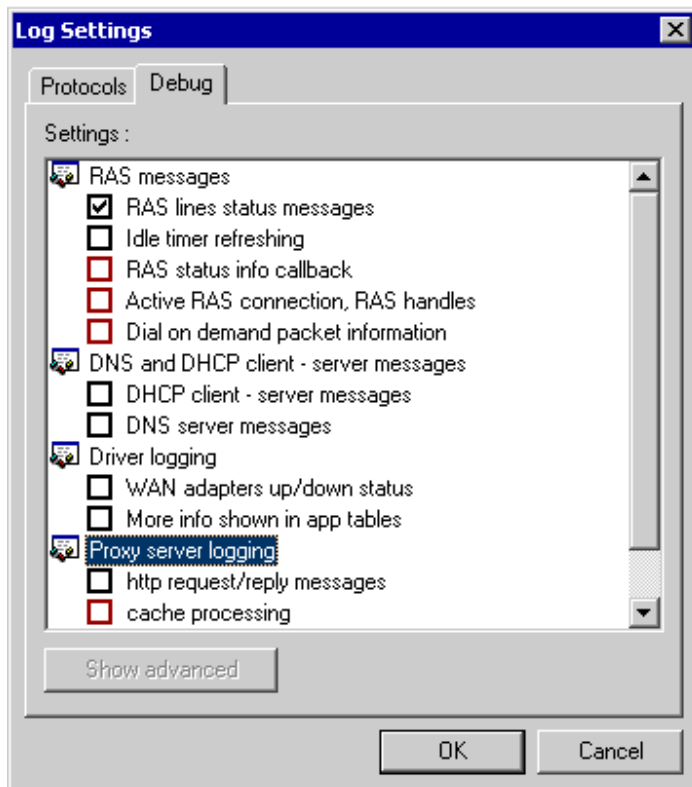 Log Settings
Protocols
Debug
Settings :
RAS messages
RAS lines status messages
Idle timer refreshing
RAS status info callback
Active RAS connection, RAS handles
Dial on demand packet information
DNS and DHCP client - server messages
DHCP client - server messages
DNS server messages
Driver logging
WAN adapters up/down status
More info shown in app tables
Proxy server logging
http request/reply messages
cache processing
Show advanced
OK
Cancel